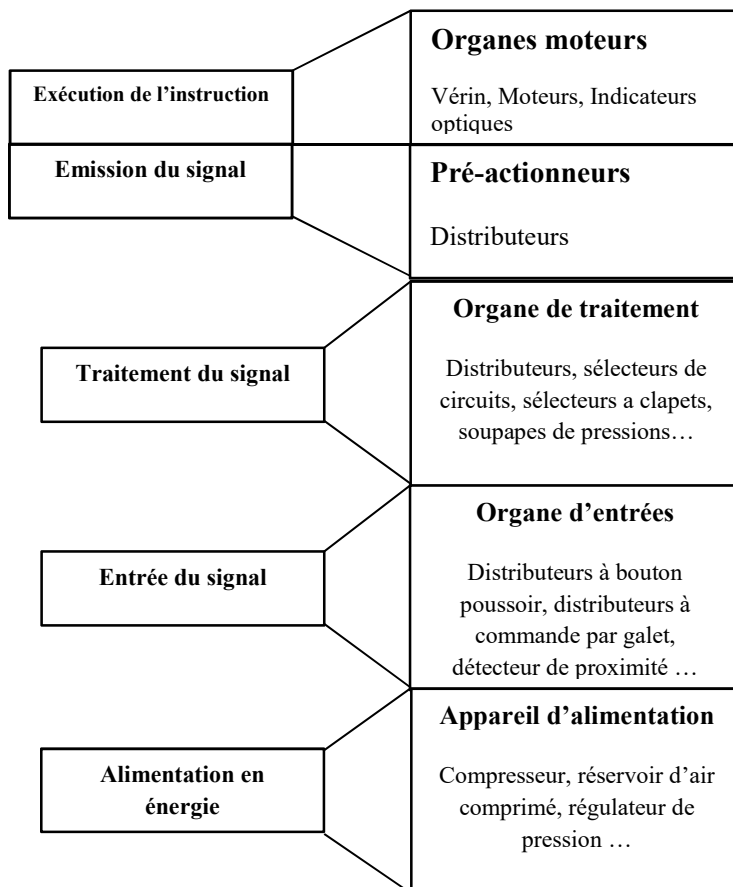 Organes moteurs
Exécution de l’instruction
Vérin, Moteurs, Indicateurs
optiques
Emission du signal
Pré-actionneurs
Distributeurs
Organe de traitement
Traitement du signal
Distributeurs, sélecteurs de
circuits, sélecteurs a clapets,
soupapes de pressions…
Organe d’entrées
Entrée du signal
Distributeurs à bouton
poussoir, distributeurs à
commande par galet,
détecteur de proximité …
Appareil d’alimentation
Alimentation en
énergie
Compresseur, réservoir d’air
comprimé, régulateur de
pression …